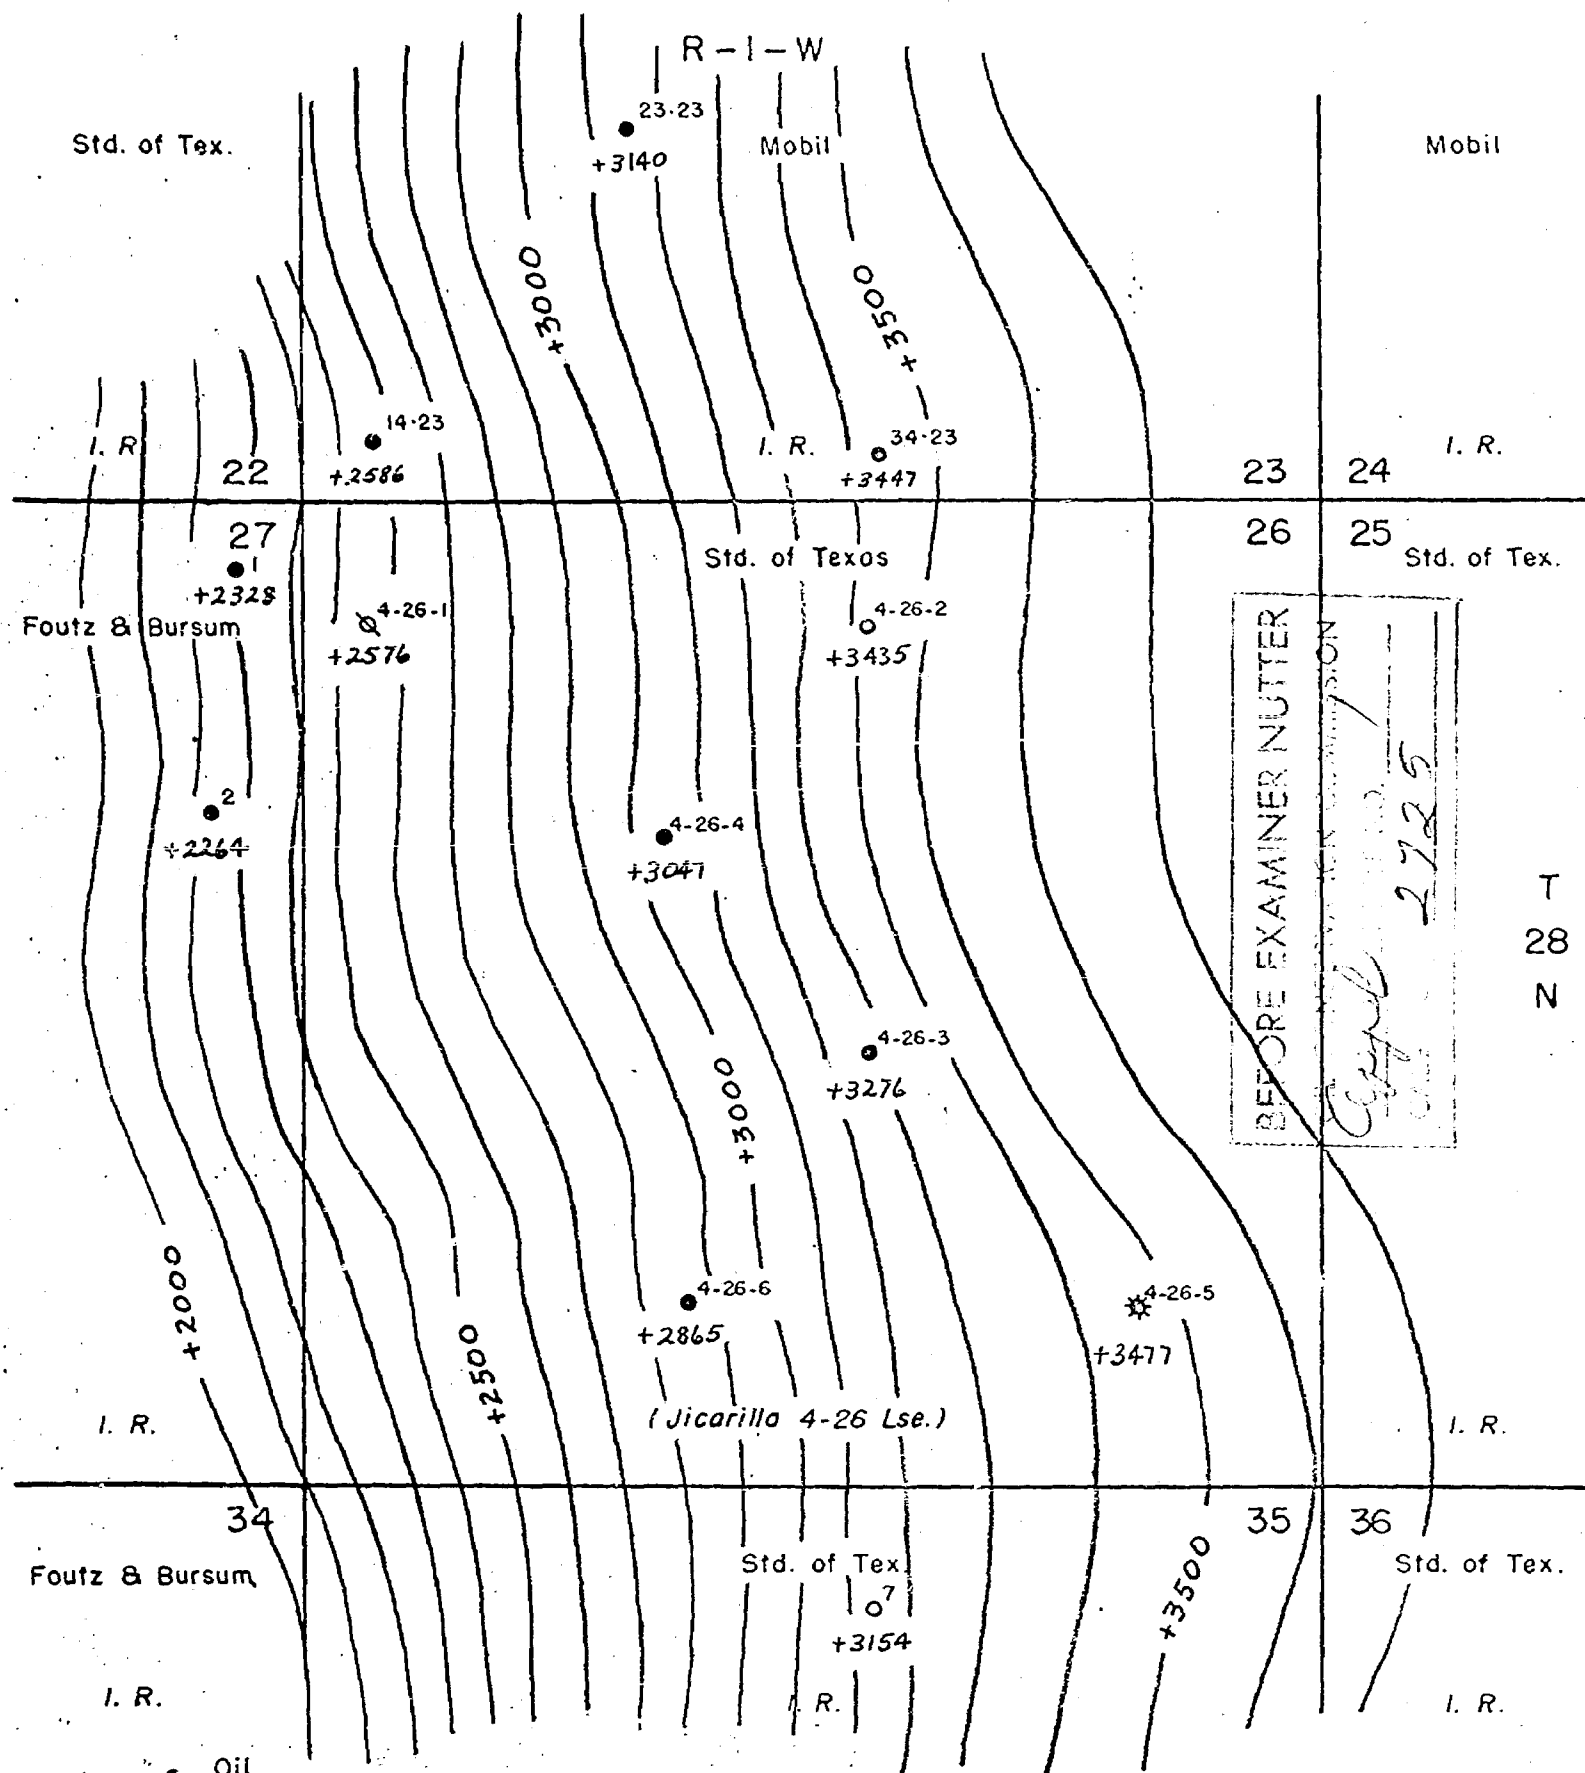 R-1-W
23-23
Std. of Tex.
+3140
Mobil
Mobil
+3000
+3500
14-23
34-23
I. R.
I. R.
I. R.
22
+2586
+3447
23
24
27
26
25
Std. of Texas
Std. of Tex.
1
+2328
4-26-1
4-26-2
Foutz & Bursum
+2576
+3435
BEFORE EXAMINER NUTTER
2725
2
+2264
4-26-4
+3047
T
28
N
4-26-3
+3276
+3000
+2000
4-26-6
+2865
4-26-5
+3477
+2500
I. R.
(Jicarilla 4-26 Lse.)
I. R.
34
35
36
+3500
Foutz & Bursum
Std. of Tex.
Std. of Tex.
7
+3154
I. R.
I. R.
I. R.
Oil